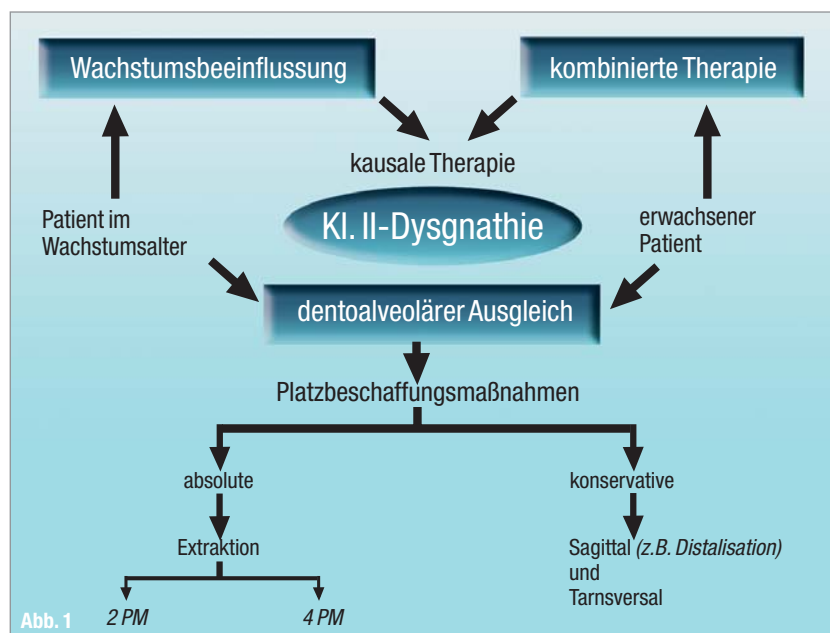 Wachstumsbeeinflussung
kombinierte Therapie
kausale Therapie
Kl. II-Dysgnathie
Patient im
Wachstumsalter
erwachsener
Patient
dentoalveolärer Ausgleich
Platzbeschaffungsmaßnahmen
absolute
konservative
Extraktion
Sagittal (z.B. Distalisation)
und
Tarnsversal
2 PM
4 PM
Abb. 1